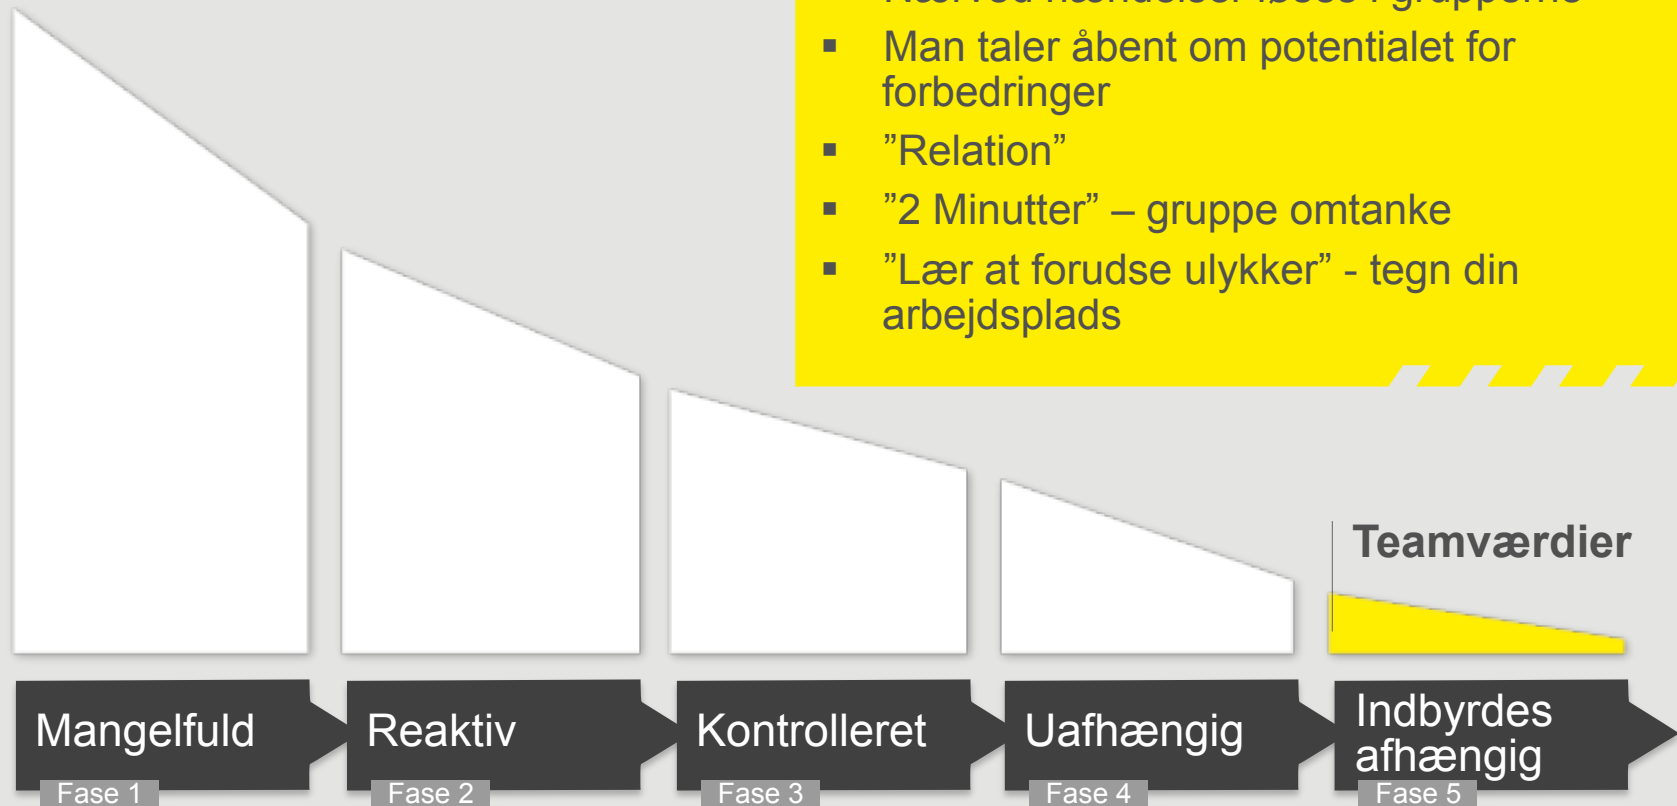 ▪ Man taler åbent om potentialet for
forbedringer
▪ ”Relation”
▪ ”2 Minutter” – gruppe omtanke
▪ ”Lær at forudse ulykker” - tegn din
arbejdsplads
Teamværdier
Mangelfuld
Fase 1
Reaktiv
Fase 2
Kontrolleret
Fase 3
Uafhængig
Fase 4
Indbyrdes
afhængig
Fase 5